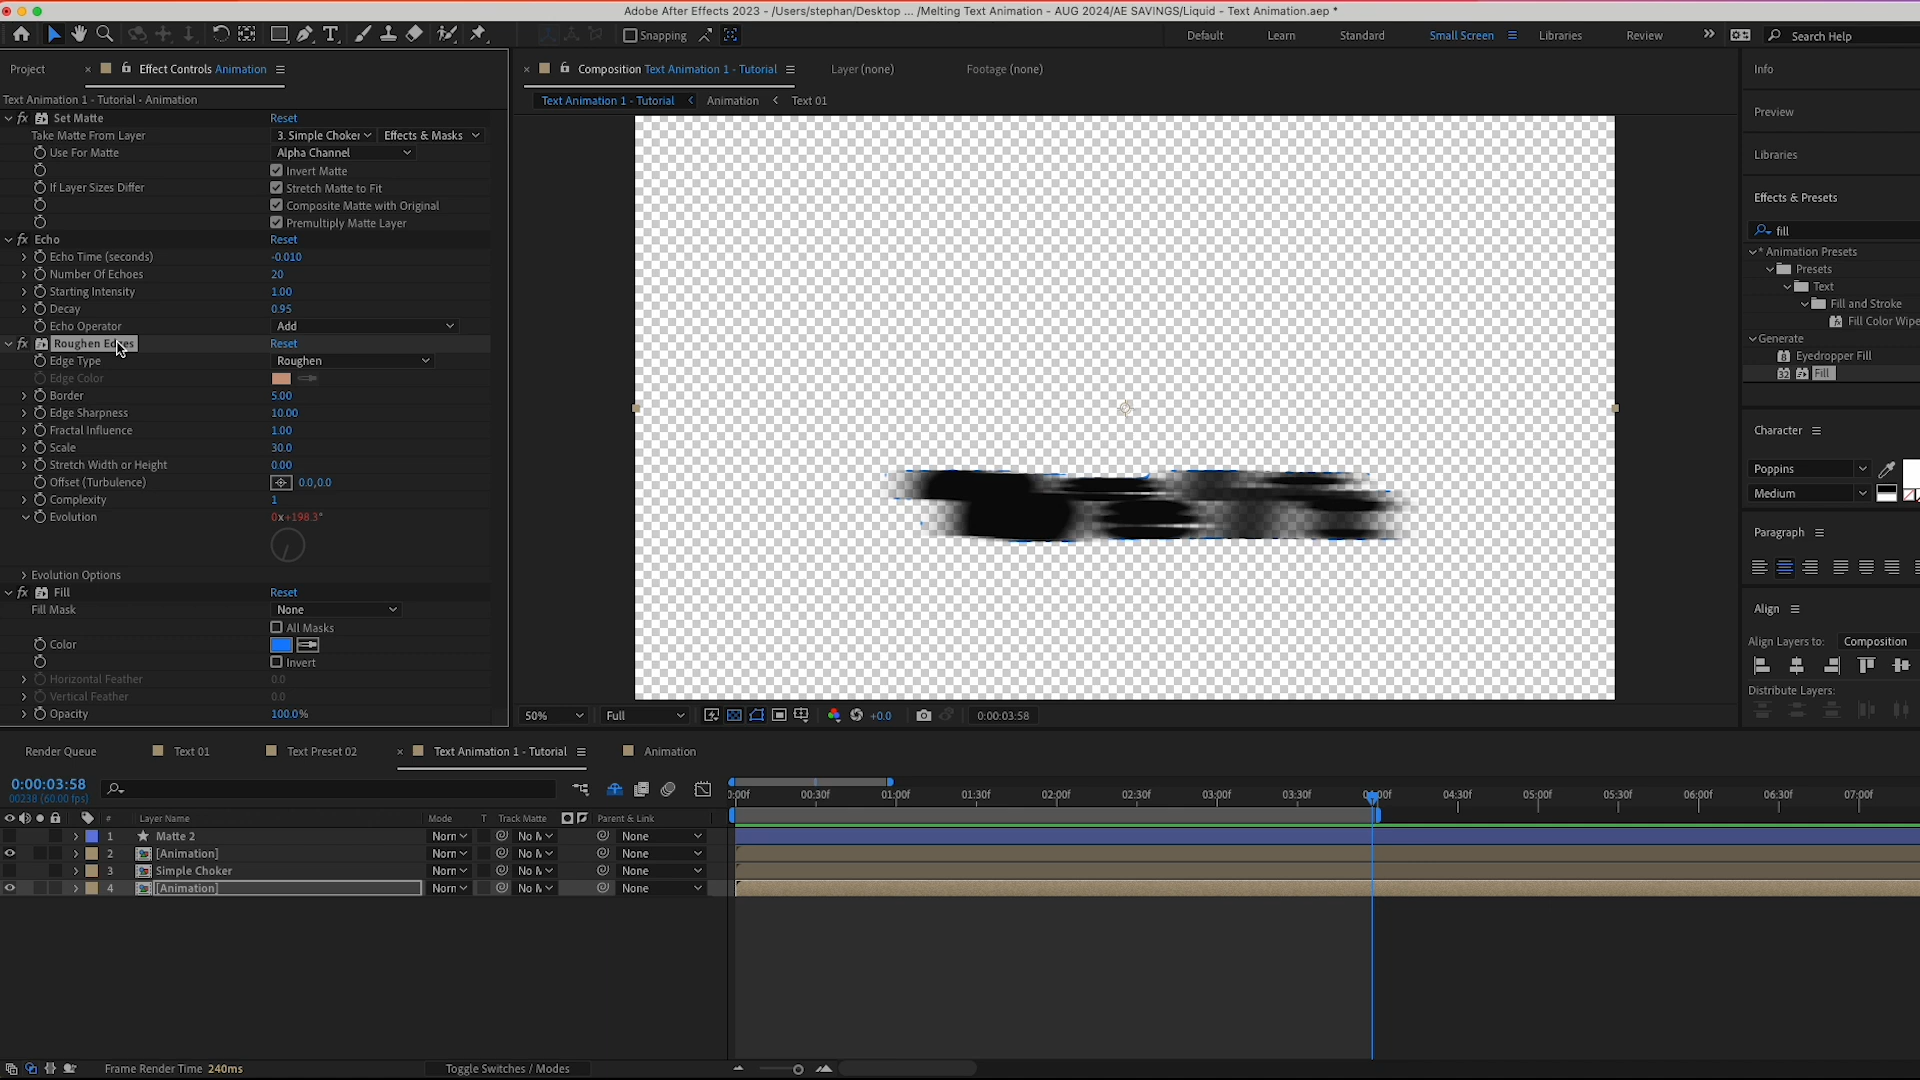 Adobe After Effects 2023 - /Users/stephan/Desktop ... /Melting Text Animation - AUG 2024/AE SAVINGS/Liquid - Text Animation.aep *
Snapping
Default Learn Standard Small Screen Libraries Review Search Help
Project × Effect Controls Animation
× Composition Text Animation 1 - Tutorial Layer (none) Footage (none)
Text Animation 1 - Tutorial - Animation
Text Animation 1 - Tutorial Animation Text 01
fx Set Matte Reset
Take Matte From Layer 3. Simple Choker Effects & Masks
Use For Matte Alpha Channel
Invert Matte
If Layer Sizes Differ Stretch Matte to Fit
Composite Matte with Original
Premultiply Matte Layer
fx Echo Reset
Echo Time (seconds) -0.010
Number Of Echoes 20
Starting Intensity 1.00
Decay 0.95
Echo Operator Add
fx Roughen Edges Reset
Edge Type Roughen
Edge Color
Border 5.00
Edge Sharpness 10.00
Fractal Influence 1.00
Scale 30.0
Stretch Width or Height 0.00
Offset (Turbulence) 0.0,0.0
Complexity 1
Evolution 0x+198.3°
Evolution Options
fx Fill Reset
Fill Mask None
All Masks
Color
Invert
Horizontal Feather 0.0
Vertical Feather 0.0
Opacity 100.0%
50% Full +0.0 0:00:03:58
Info
Preview
Libraries
Effects & Presets
fill
* Animation Presets
Presets
Text
Fill and Stroke
Fill Color Wipe
Generate
Eyedropper Fill
32 Fill
Character
Poppins
Medium
Paragraph
Align
Align Layers to: Composition
Distribute Layers:
Render Queue Text 01 Text Preset 02 × Text Animation 1 - Tutorial Animation
0:00:03:58
00238 (60.00 fps)
:00f 00:30f 01:00f 01:30f 02:00f 02:30f 03:00f 03:30f 04:00f 04:30f 05:00f 05:30f 06:00f 06:30f 07:00f
# Layer Name Mode T Track Matte Parent & Link
1 Matte 2 Norn No M None
2 [Animation] Norn No M None
3 Simple Choker Norn No M None
4 [Animation] Norn No M None
Frame Render Time 240ms Toggle Switches / Modes